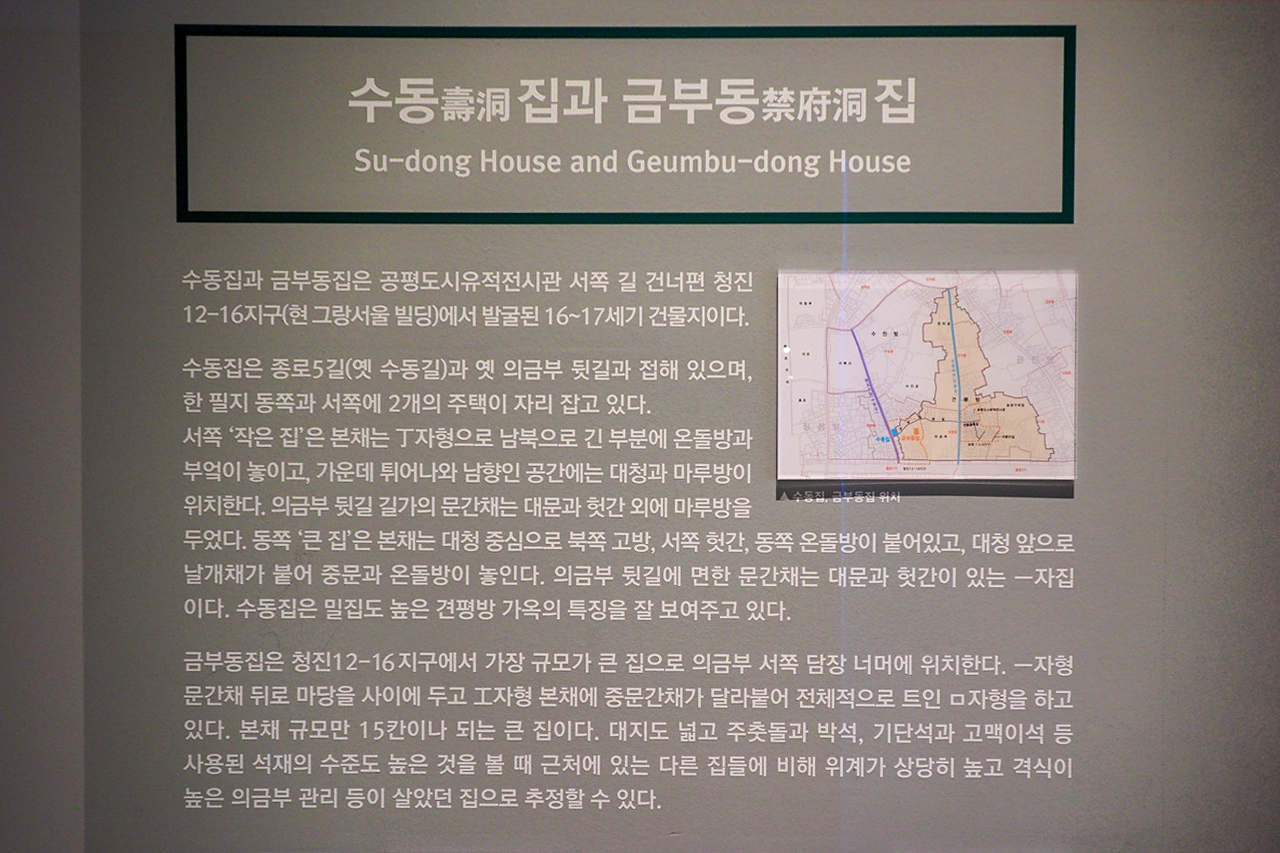 수동壽洞 집과 금부동禁府洞 집
Su-dong House and Geumbu-dong House
수동집과 금부동집은 공평도시유적전시관 서쪽 길 건너편 청진
12-16지구(현 그랑서울 빌딩)에서 발굴된 16~17세기 건물지이다.
수동집은 종로5길(옛 수동길)과 옛 의금부 뒷길과 접해 있으며,
한 필지 동쪽과 서쪽에 2개의 주택이 자리 잡고 있다.
서쪽 ‘작은 집’은 본채는 丁자형으로 남북으로 긴 부분에 온돌방과
부엌이 놓이고, 가운데 튀어나와 남향인 공간에는 대청과 마루방이
위치한다. 의금부 뒷길 길가의 문간채는 대문과 헛간 외에 마루방을
두었다. 동쪽 ‘큰 집’은 본채는 대청 중심으로 북쪽 고방, 서쪽 헛간, 동쪽 온돌방이 붙어있고, 대청 앞으로
날개채가 붙어 중문과 온돌방이 놓인다. 의금부 뒷길에 면한 문간채는 대문과 헛간이 있는 一자집
이다. 수동집은 밀집도 높은 견평방 가옥의 특징을 잘 보여주고 있다.
금부동집은 청진12-16지구에서 가장 규모가 큰 집으로 의금부 서쪽 담장 너머에 위치한다. 一자형
문간채 뒤로 마당을 사이에 두고 工자형 본채에 중문간채가 달라붙어 전체적으로 트인 ㅁ자형을 하고
있다. 본채 규모만 15칸이나 되는 큰 집이다. 대지도 넓고 주춧돌과 박석, 기단석과 고맥이석 등
사용된 석재의 수준도 높은 것을 볼 때 근처에 있는 다른 집들에 비해 위계가 상당히 높고 격식이
높은 의금부 관리 등이 살았던 집으로 추정할 수 있다.
수진방
견평방
수동집
금부동집
▲ 수동집, 금부동집 위치